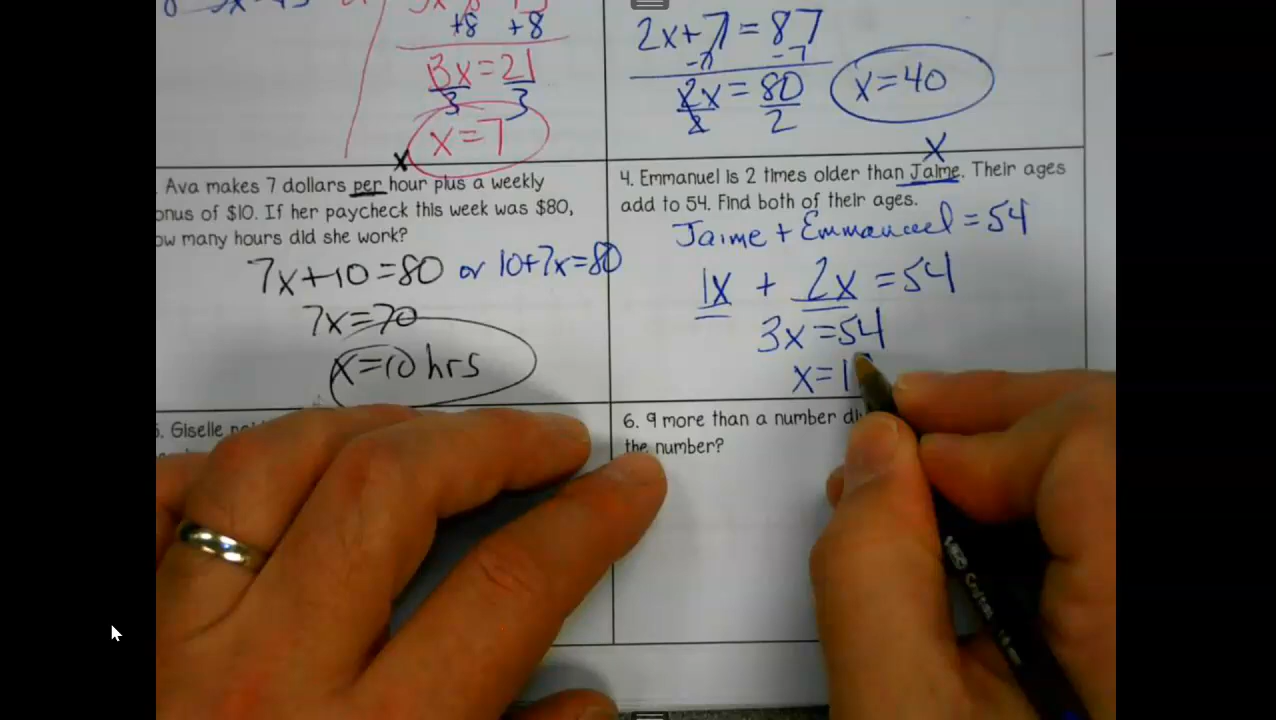 +8 +8
3x = 21
3 3
x = 7
2x + 7 = 87
-7 -7
2x = 80
2 2
x = 40
x
Ava makes 7 dollars per hour plus a weekly
onus of $10. If her paycheck this week was $80,
ow many hours did she work?
7x + 10 = 80 or 10 + 7x = 80
7x = 70
x = 10 hrs
x
4. Emmanuel is 2 times older than Jaime. Their ages
add to 54. Find both of their ages.
Jaime + Emmanuel = 54
1x + 2x = 54
3x = 54
x = 1
5. Giselle
6. 9 more than a number
the number?